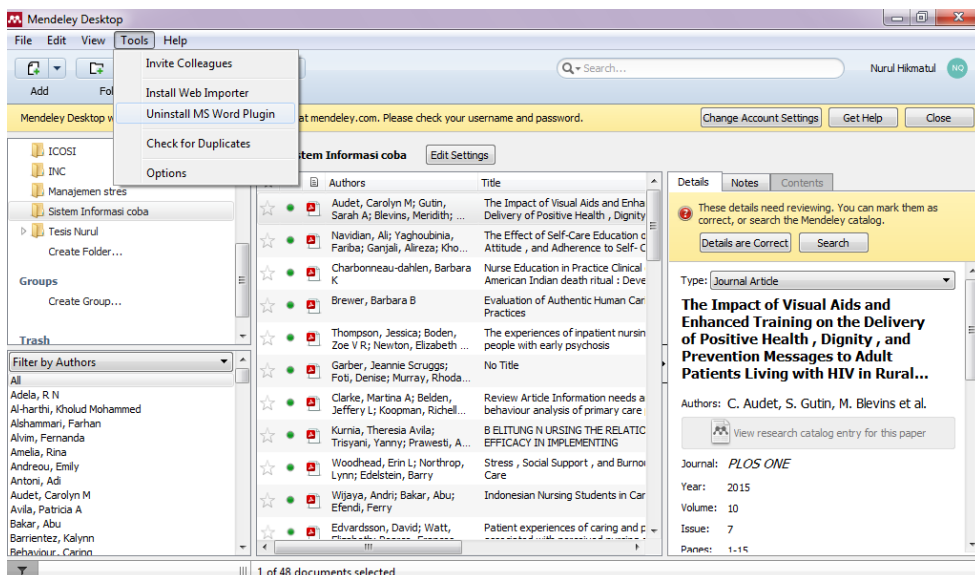 Mendeley Desktop
File Edit View Tools Help
Invite Colleagues
Install Web Importer
Uninstall MS Word Plugin
Check for Duplicates
Options
Search...
Nurul Hikmatul NQ
Add Fol
Mendeley Desktop w at mendeley.com. Please check your username and password. Change Account Settings Get Help Close
ICOSI
INC
Manajemen stres
Sistem Informasi coba
Tesis Nurul
Create Folder...
Groups
Create Group...
Trash
Filter by Authors
All
Adela, R N
Al-harthi, Kholud Mohammed
Alshammari, Farhan
Alvim, Fernanda
Amelia, Rina
Andreou, Emily
Antoni, Adi
Audet, Carolyn M
Avila, Patricia A
Bakar, Abu
Barrientez, Kalynn
Behaviour, Caring
stem Informasi coba Edit Settings
Authors Title
Audet, Carolyn M; Gutin, The Impact of Visual Aids and Enha
Sarah A; Blevins, Meridith; ... Delivery of Positive Health , Dignity
Navidian, Ali; Yaghoubinia, The Effect of Self-Care Education o
Fariba; Ganjali, Alireza; Kho... Attitude , and Adherence to Self- C
Charbonneau-dahlen, Barbara Nurse Education in Practice Clinical
K American Indian death ritual : Deve
Brewer, Barbara B Evaluation of Authentic Human Car
Practices
Thompson, Jessica; Boden, The experiences of inpatient nursin
Zoe V R; Newton, Elizabeth ... people with early psychosis
Garber, Jeannie Scruggs; No Title
Foti, Denise; Murray, Rhoda...
Clarke, Martina A; Belden, Review Article Information needs a
Jeffery L; Koopman, Richell... behaviour analysis of primary care
Kurnia, Theresia Avila; B ELITUNG N URSING THE RELATIC
Trisyani, Yanny; Prawesti, A... EFFICACY IN IMPLEMENTING
Woodhead, Erin L; Northrop, Stress , Social Support , and Burnou
Lynn; Edelstein, Barry Care
Wijaya, Andri; Bakar, Abu; Indonesian Nursing Students in Car
Efendi, Ferry
Edvardsson, David; Watt, Patient experiences of caring and p
Details Notes Contents
These details need reviewing. You can mark them as
correct, or search the Mendeley catalog.
Details are Correct Search
Type: Journal Article
The Impact of Visual Aids and
Enhanced Training on the Delivery
of Positive Health , Dignity , and
Prevention Messages to Adult
Patients Living with HIV in Rural...
Authors: C. Audet, S. Gutin, M. Blevins et al.
View research catalog entry for this paper
Journal: PLOS ONE
Year: 2015
Volume: 10
Issue: 7
Pages: 1-15
1 of 48 documents selected